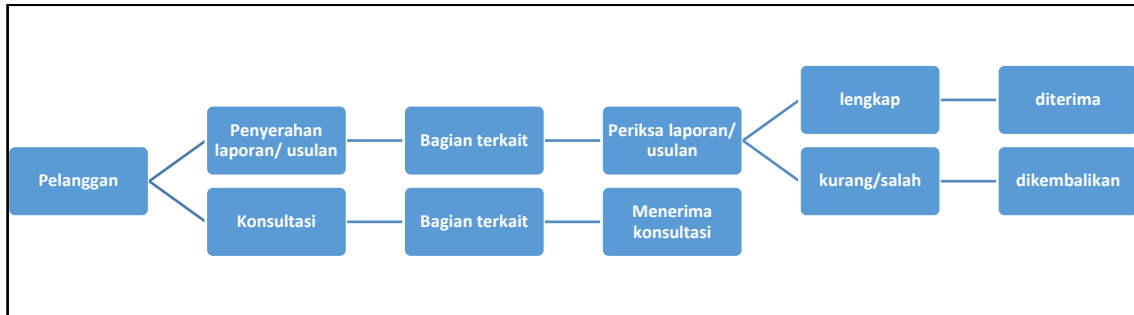 Pelanggan
Penyerahan
laporan/ usulan
Bagian terkait
Periksa laporan/
usulan
lengkap
diterima
kurang/salah
dikembalikan
Konsultasi
Bagian terkait
Menerima
konsultasi